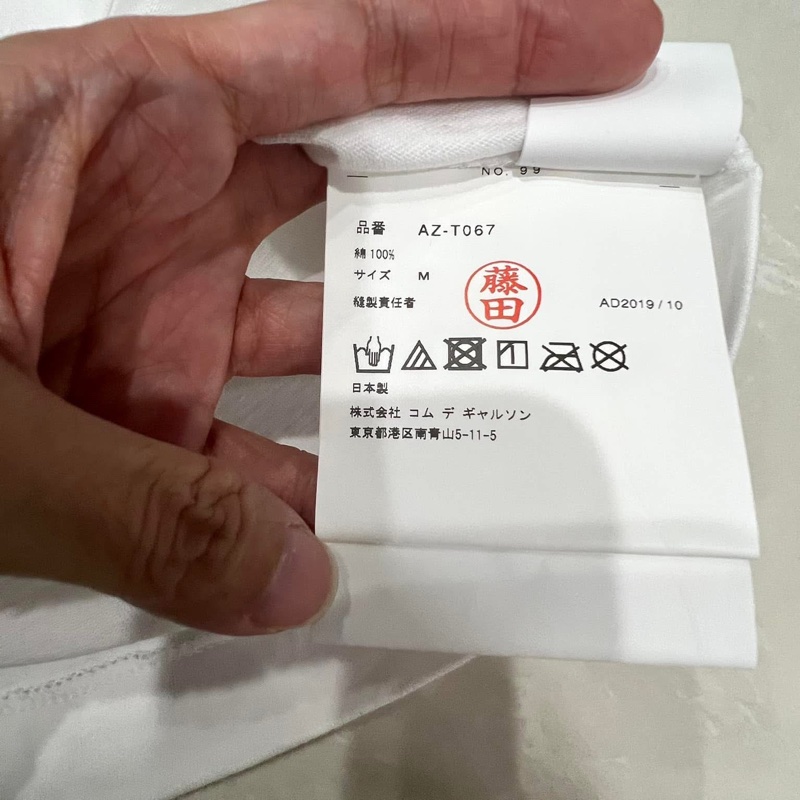 NO. 99
品番 AZ-T067
綿100%
サイズ M
縫製責任者 藤田 AD2019/10
日本製
株式会社 コム デ ギャルソン
東京都港区南青山5-11-5